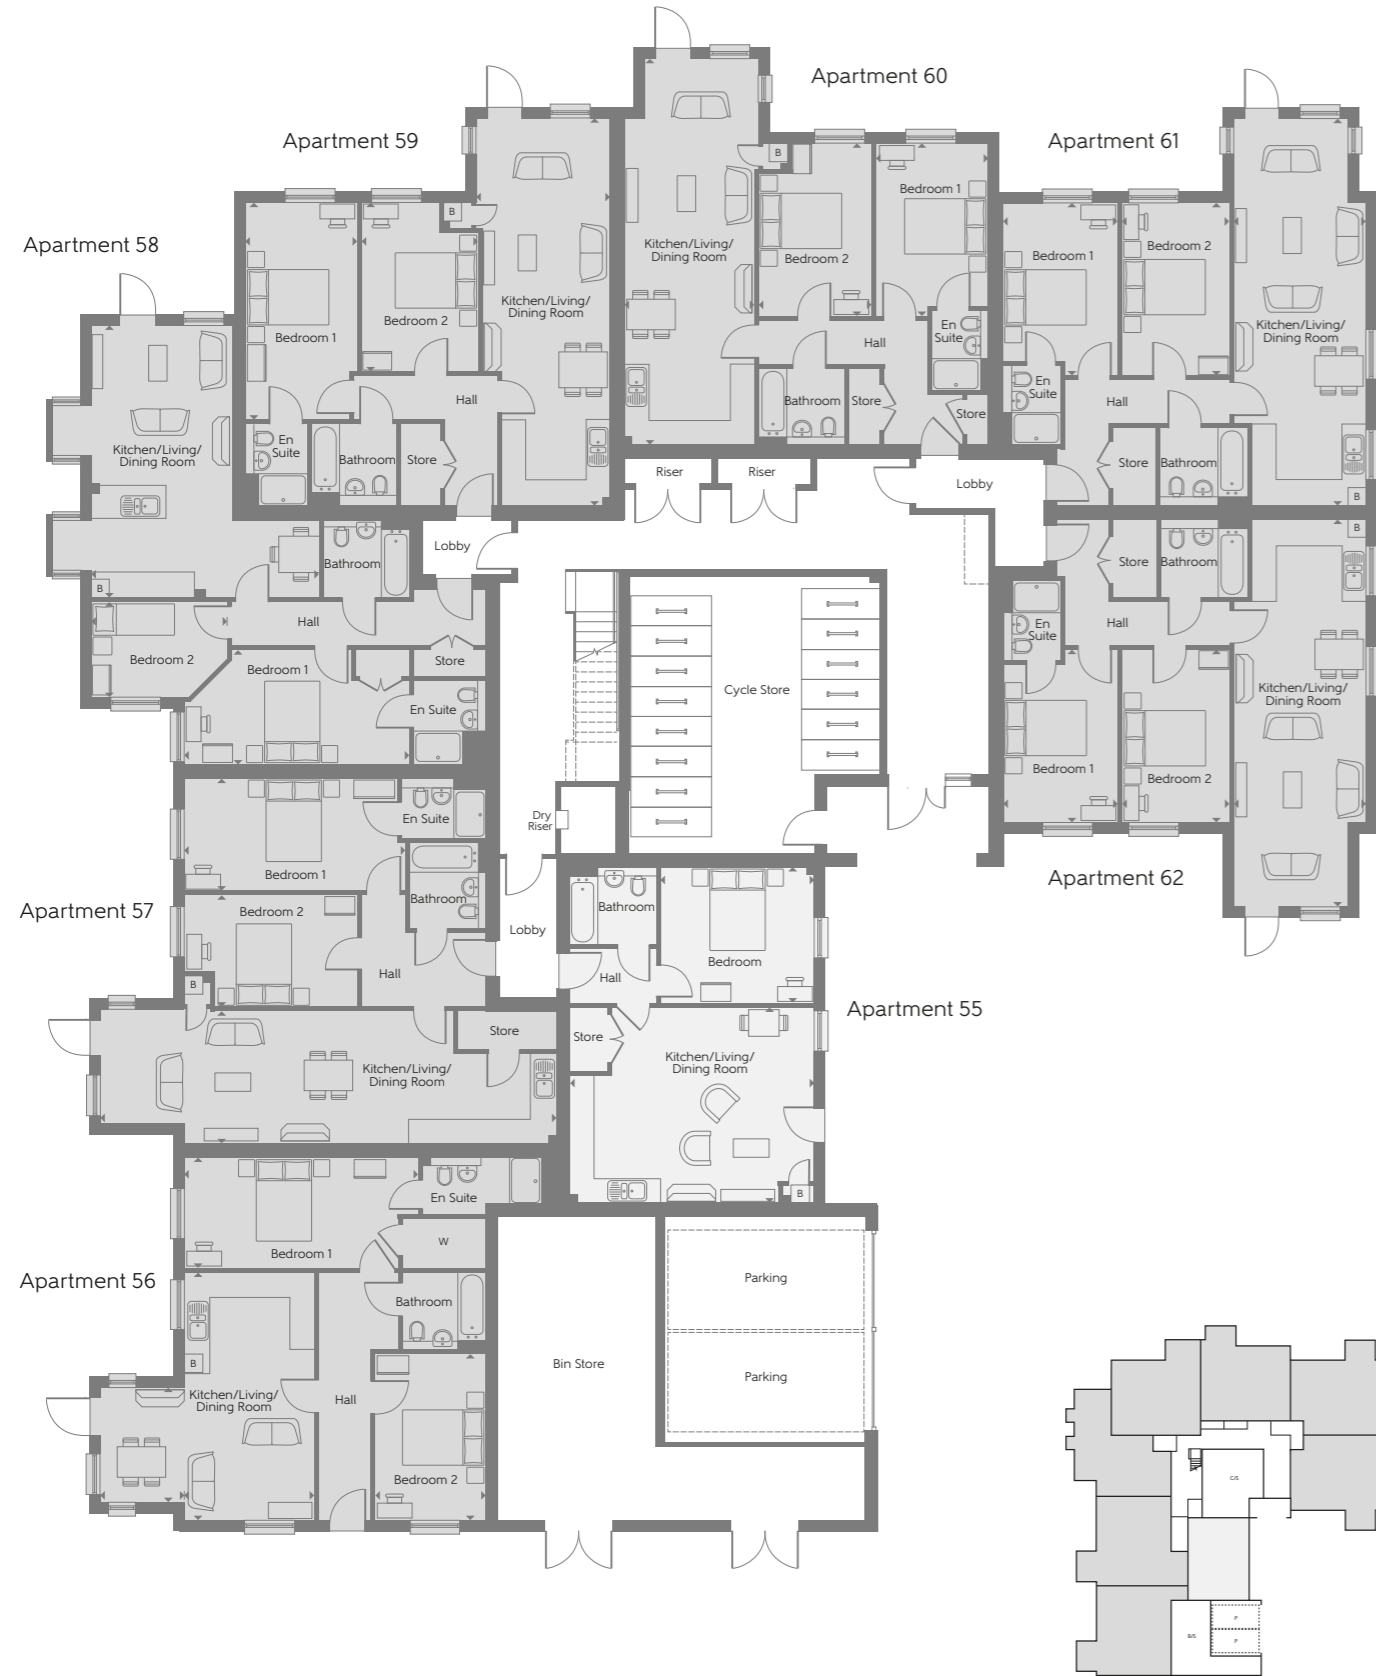 Apartment 60
Apartment 59
Apartment 61
Apartment 58
B
Kitchen/Living/
Dining Room
Bedroom 2
Bedroom 1
Hall
En
Suite
Bathroom
Store
Store
B
Bedroom 1
Bedroom 2
Kitchen/Living/
Dining Room
Hall
En
Suite
Bathroom
Store
Bedroom 1
Bedroom 2
Kitchen/Living/
Dining Room
En
Suite
Hall
Store
Bathroom
B
Kitchen/Living/
Dining Room
B
Bathroom
Hall
Bedroom 2
Bedroom 1
Store
En Suite
Riser
Riser
Lobby
Lobby
B
Store
Bathroom
En
Suite
Hall
Kitchen/Living/
Dining Room
Bedroom 1
Bedroom 2
Apartment 62
Cycle Store
Dry
Riser
Lobby
En Suite
Bedroom 1
Bathroom
Apartment 57
Bedroom 2
Hall
B
Store
Kitchen/Living/
Dining Room
Bathroom
Bedroom
Hall
Apartment 55
Store
Kitchen/Living/
Dining Room
B
En Suite
Bedroom 1
W
Apartment 56
Bathroom
B
Kitchen/Living/
Dining Room
Hall
Bedroom 2
Bin Store
Parking
Parking
C/S
B/S
P
P